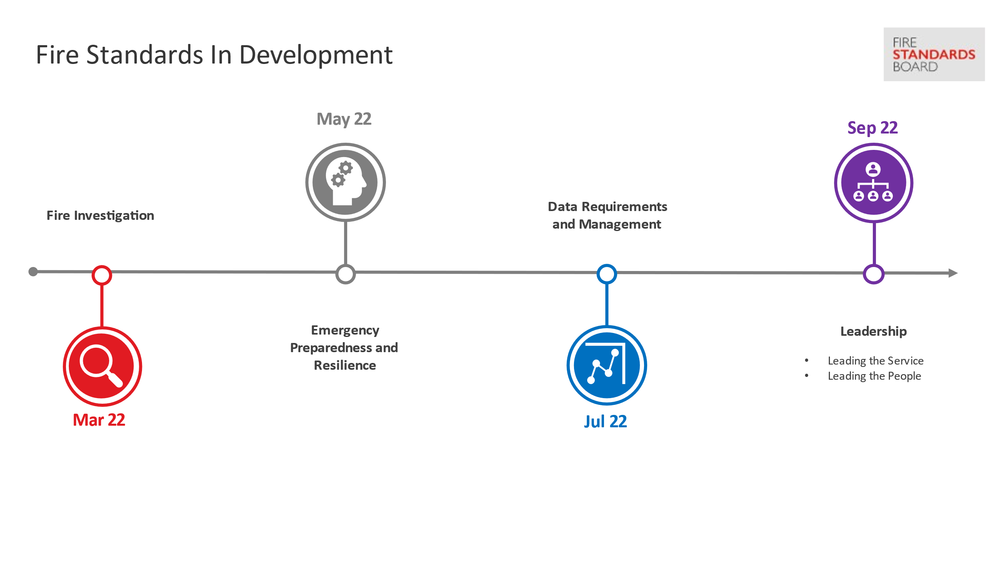 Fire Standards In Development
FIRE
STANDARDS
BOARD
Fire Investigation
Mar 22
May 22
Emergency
Preparedness and
Resilience
Data Requirements
and Management
Jul 22
Sep 22
Leadership
• Leading the Service
• Leading the People